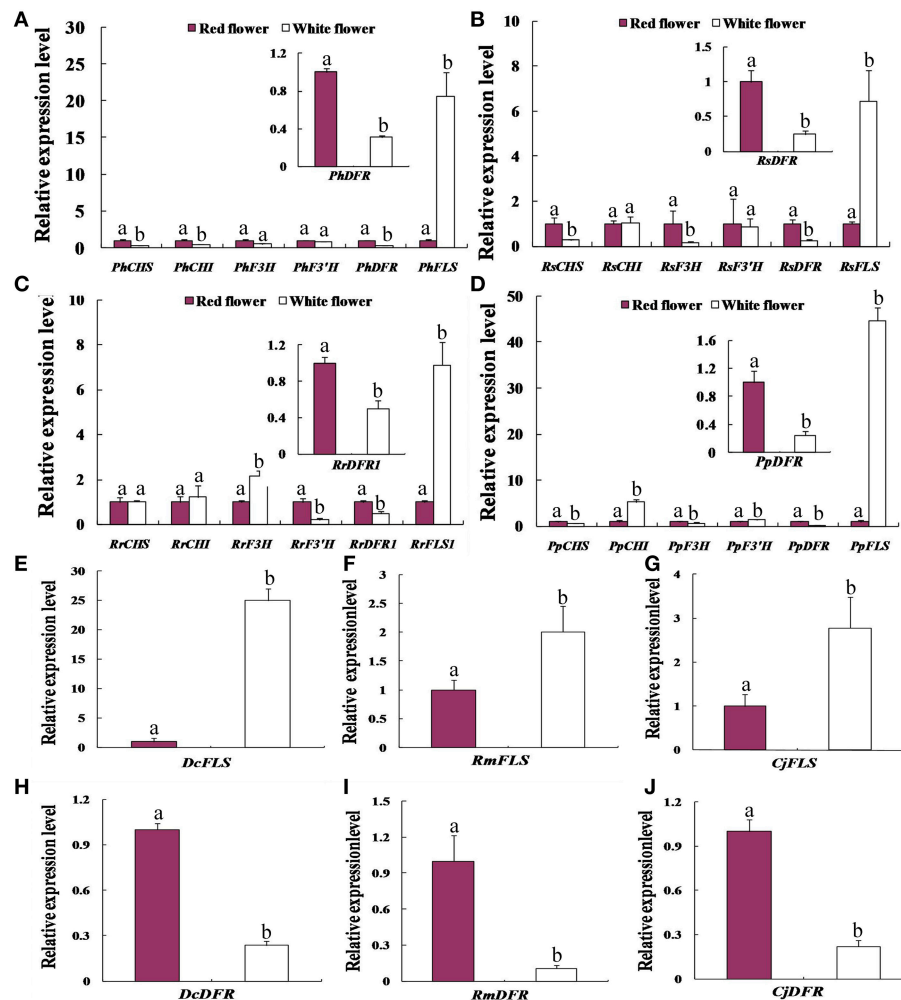 A
Relative expression level
35
30
25
20
15
10
5
0
Red flower White flower
1.2
0.8
0.4
0
a b
PhDFR
a b a b a a a a a b a b
PhCHS PhCHI PhF3H PhF3'H PhDFR PhFLS
B
Relative expression level
10
8
6
4
2
0
Red flower White flower
1.5
1
0.5
0
a b
RsDFR
a b a a a b a a a b a b
RsCHS RsCHI RsF3H RsF3'H RsDFR RsFLS
C
Relative expression level
10
8
6
4
2
0
Red flower White flower
1.2
0.8
0.4
0
a b
RrDFR1
a a a a a b a b a b a b
RrCHS RrCHI RrF3H RrF3'H RrDFR1 RrFLS1
D
Relative expression level
50
40
30
20
10
0
Red flower White flower
1.6
1.2
0.8
0.4
0
a b
PpDFR
a b a b a b a b a b a b
PpCHS PpCHI PpF3H PpF3'H PpDFR PpFLS
E
Relative expression level
30
25
20
15
10
5
0
a b
DcFLS
F
Relative expressionlevel
3
2.5
2
1.5
1
0.5
0
a b
RmFLS
G
Relative expressionlevel
4
3
2
1
0
a b
CjFLS
H
Relative expressionlevel
1.2
0.9
0.6
0.3
0
a b
DcDFR
I
Relative expressionlevel
1.5
1.2
0.9
0.6
0.3
0
a b
RmDFR
J
Relative expressionlevel
1.2
0.9
0.6
0.3
0
a b
CjDFR